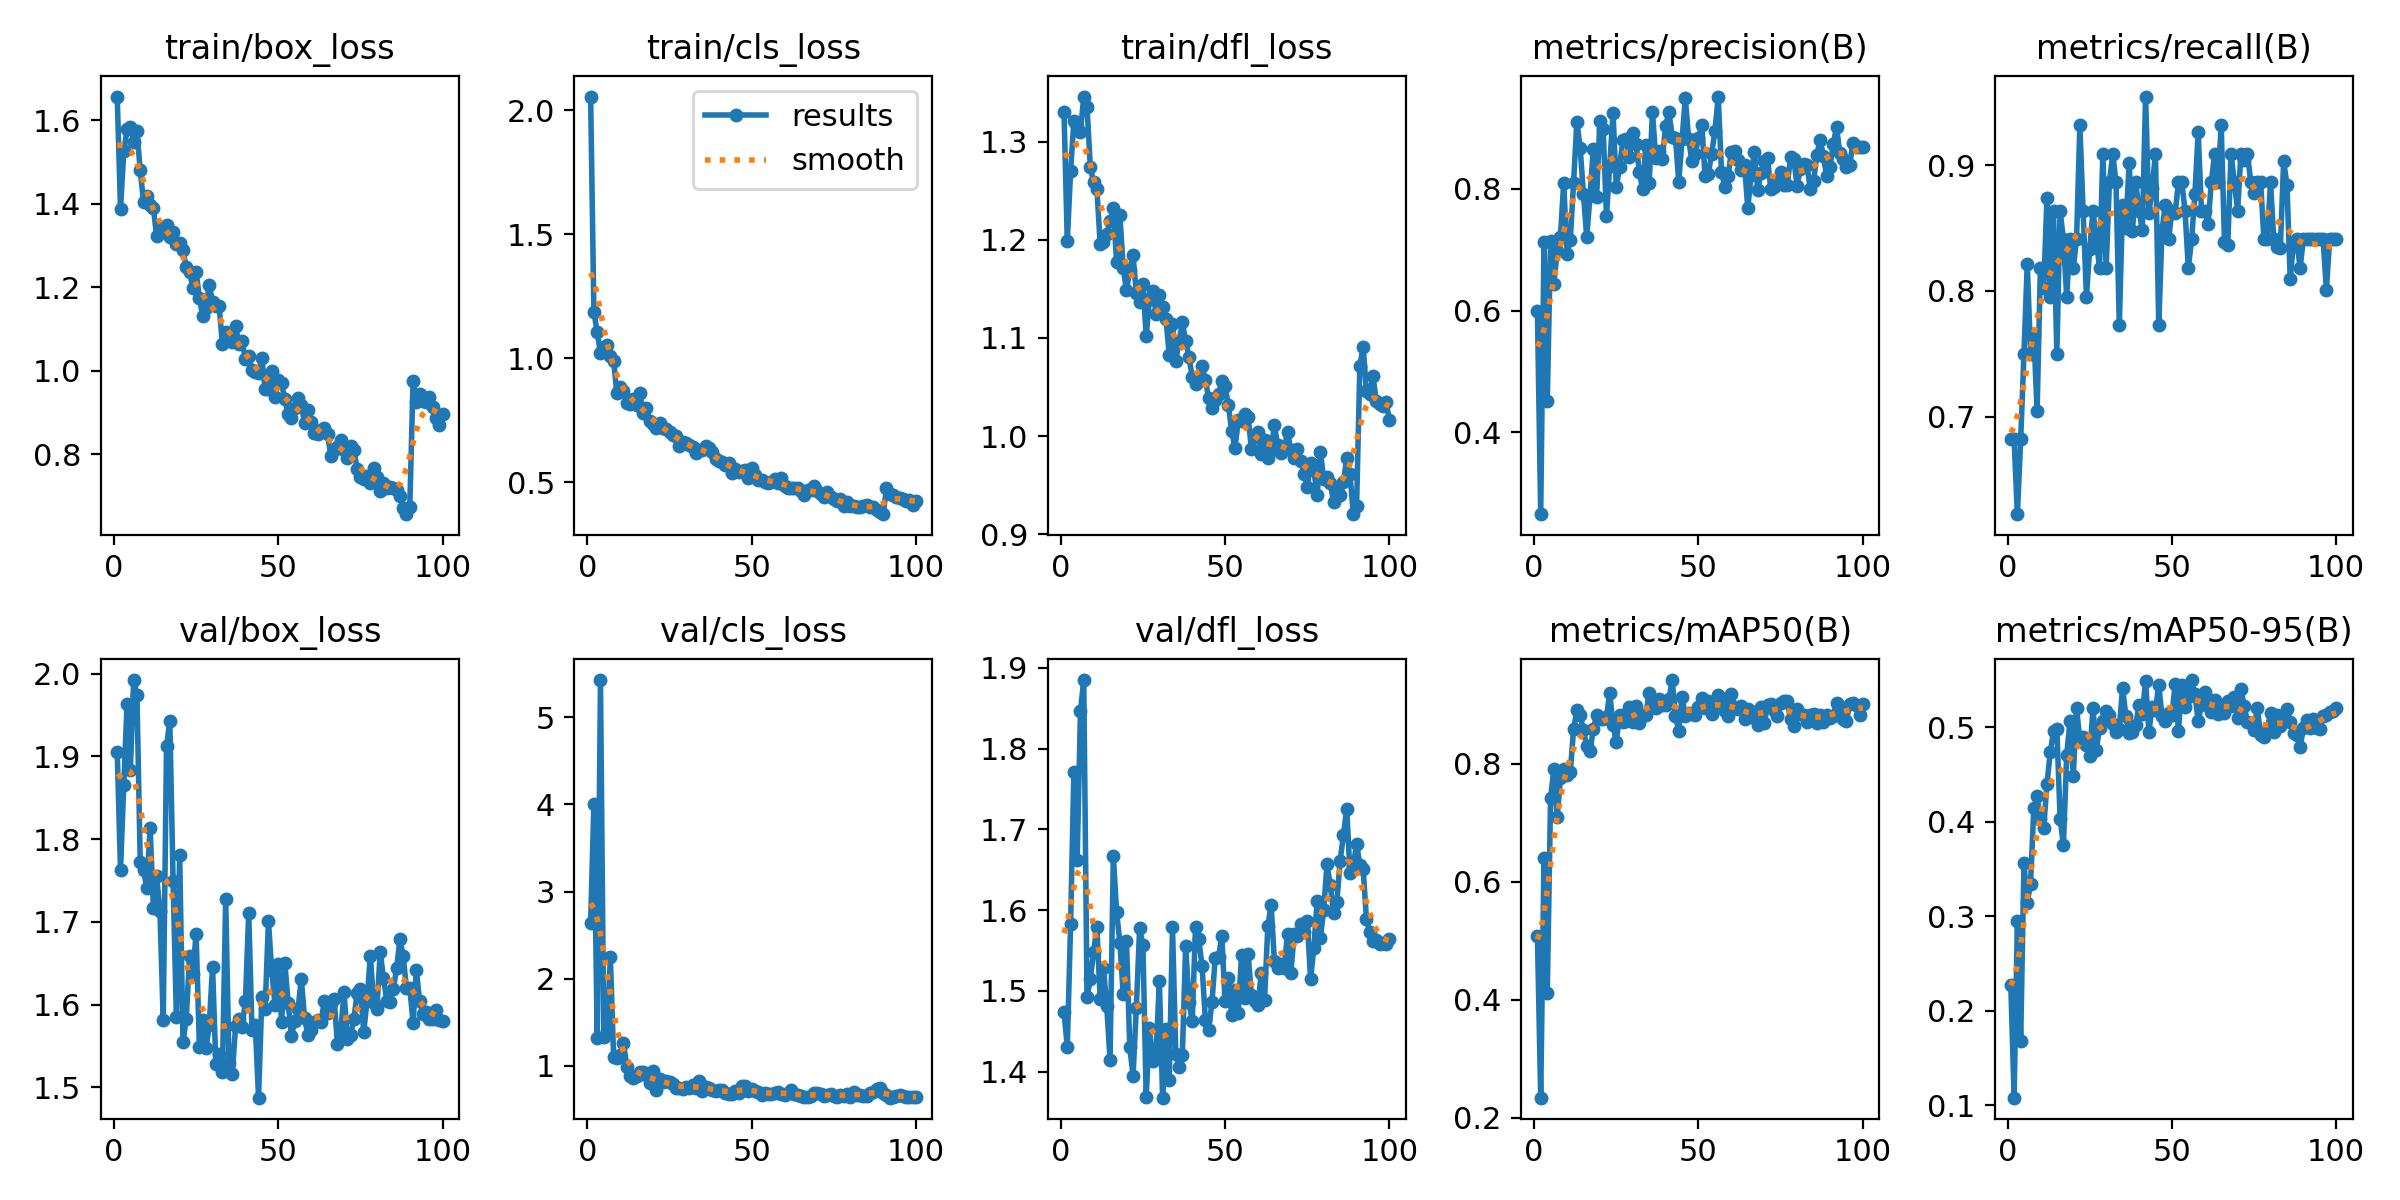 train/box_loss
1.6
1.4
1.2
1.0
0.8
0 50 100
train/cls_loss
results
smooth
2.0
1.5
1.0
0.5
0 50 100
train/dfl_loss
1.3
1.2
1.1
1.0
0.9
0 50 100
metrics/precision(B)
0.8
0.6
0.4
0 50 100
metrics/recall(B)
0.9
0.8
0.7
0 50 100
val/box_loss
2.0
1.9
1.8
1.7
1.6
1.5
0 50 100
val/cls_loss
5
4
3
2
1
0 50 100
val/dfl_loss
1.9
1.8
1.7
1.6
1.5
1.4
0 50 100
metrics/mAP50(B)
0.8
0.6
0.4
0.2
0 50 100
metrics/mAP50-95(B)
0.5
0.4
0.3
0.2
0.1
0 50 100